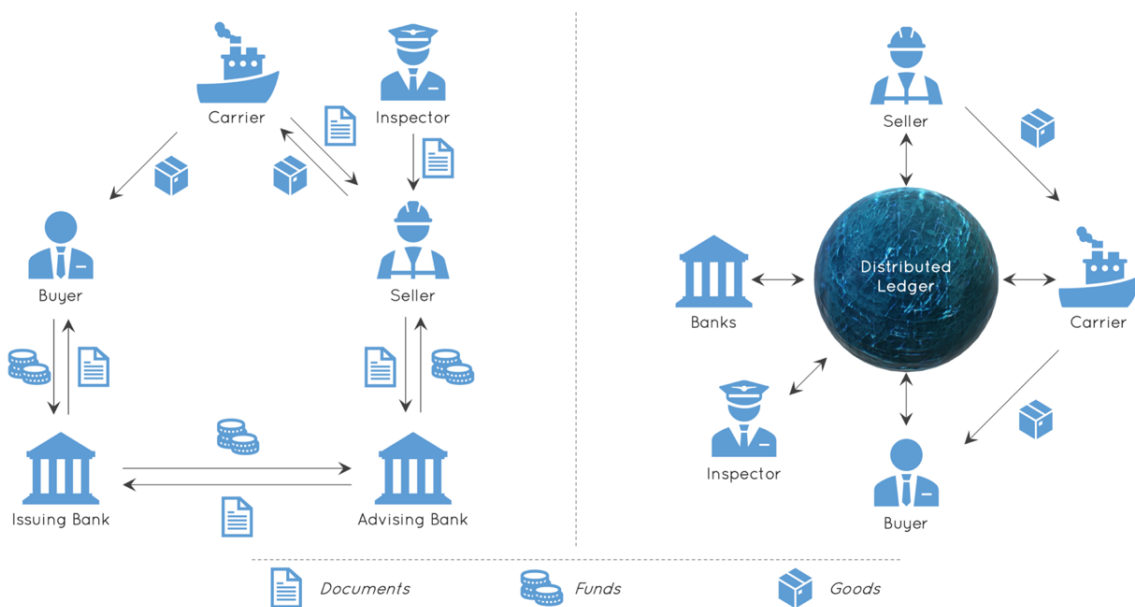 Carrier
Inspector
Buyer
Seller
Issuing Bank
Advising Bank
Seller
Distributed
Ledger
Banks
Carrier
Inspector
Buyer
Documents
Funds
Goods